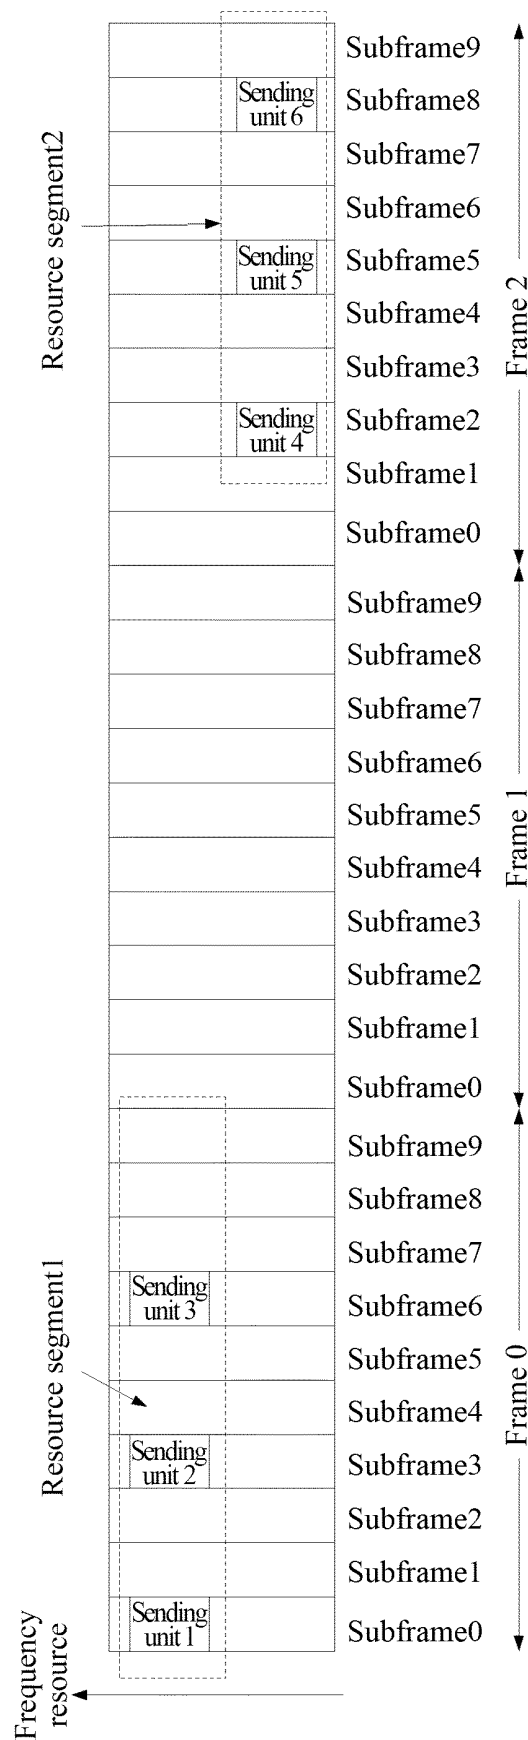 Subframe9
Sending
unit 6
Subframe8
Subframe7
Subframe6
Resource segment2
Sending
unit 5
Subframe5
Subframe4
Frame 2
Subframe3
Sending
unit 4
Subframe2
Subframe1
Subframe0
Subframe9
Subframe8
Subframe7
Subframe6
Subframe5
Frame 1
Subframe4
Subframe3
Subframe2
Subframe1
Subframe0
Subframe9
Subframe8
Subframe7
Sending
unit 3
Subframe6
Resource segment1
Subframe5
Frame 0
Subframe4
Sending
unit 2
Subframe3
Subframe2
Subframe1
Sending
unit 1
Subframe0
Frequency
resource